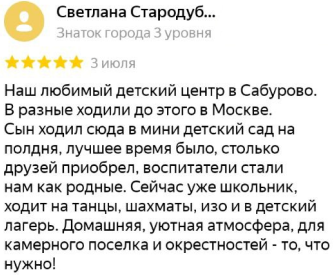 Светлана Стародуб...
Знаток города 3 уровня
3 июля
Наш любимый детский центр в Сабурово.
В разные ходили до этого в Москве.
Сын ходил сюда в мини детский сад на
полдня, лучшее время было, столько
друзей приобрел, воспитатели стали
нам как родные. Сейчас уже школьник,
ходит на танцы, шахматы, изо и в детский
лагерь. Домашняя, уютная атмосфера, для
камерного поселка и окрестностей - то, что
нужно!